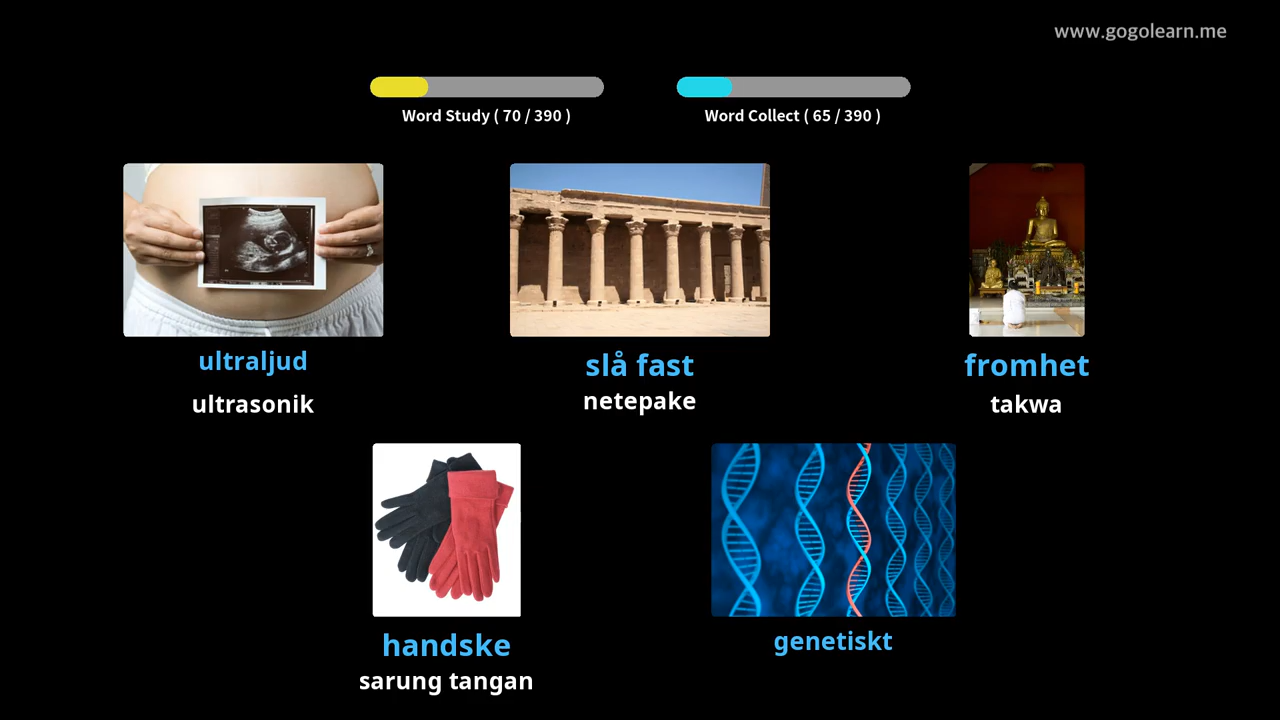 www.gogolearn.me
Word Study ( 70 / 390 )
Word Collect ( 65 / 390 )
ultraljud
ultrasonik
slå fast
netepake
fromhet
takwa
handske
sarung tangan
genetiskt